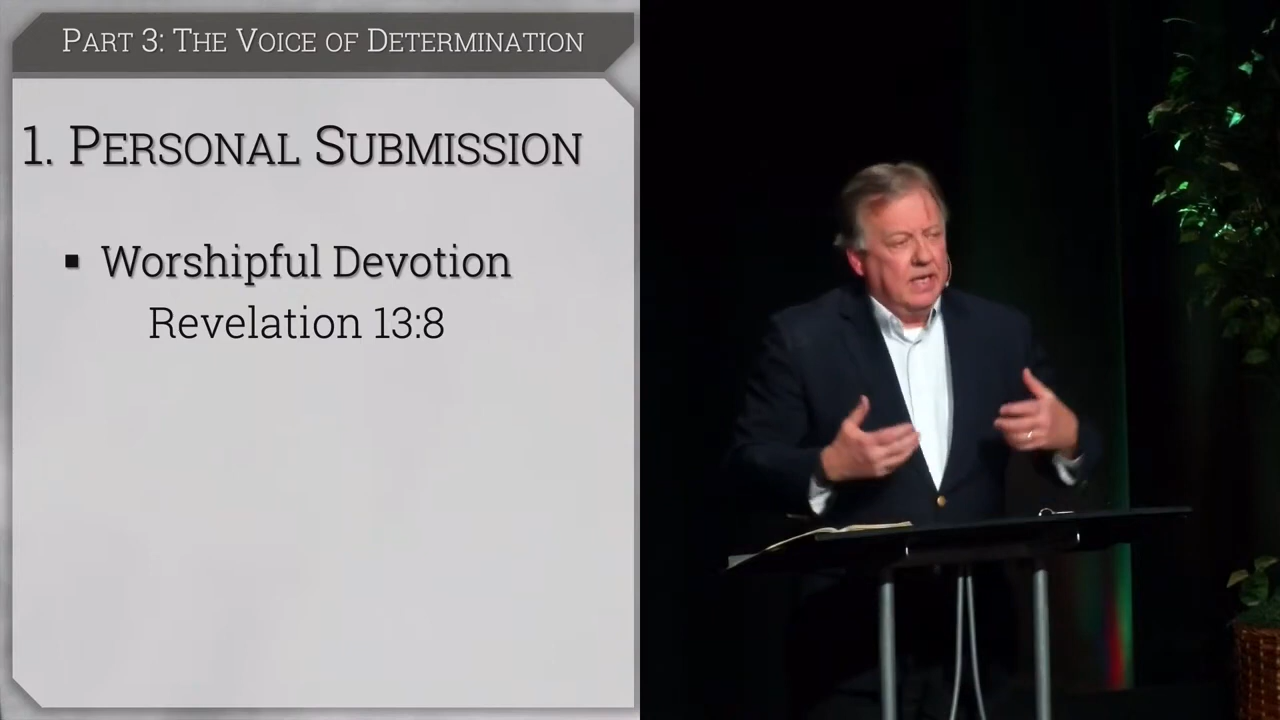 Part 3: The Voice of Determination
1. Personal Submission
▪ Worshipful Devotion
Revelation 13:8